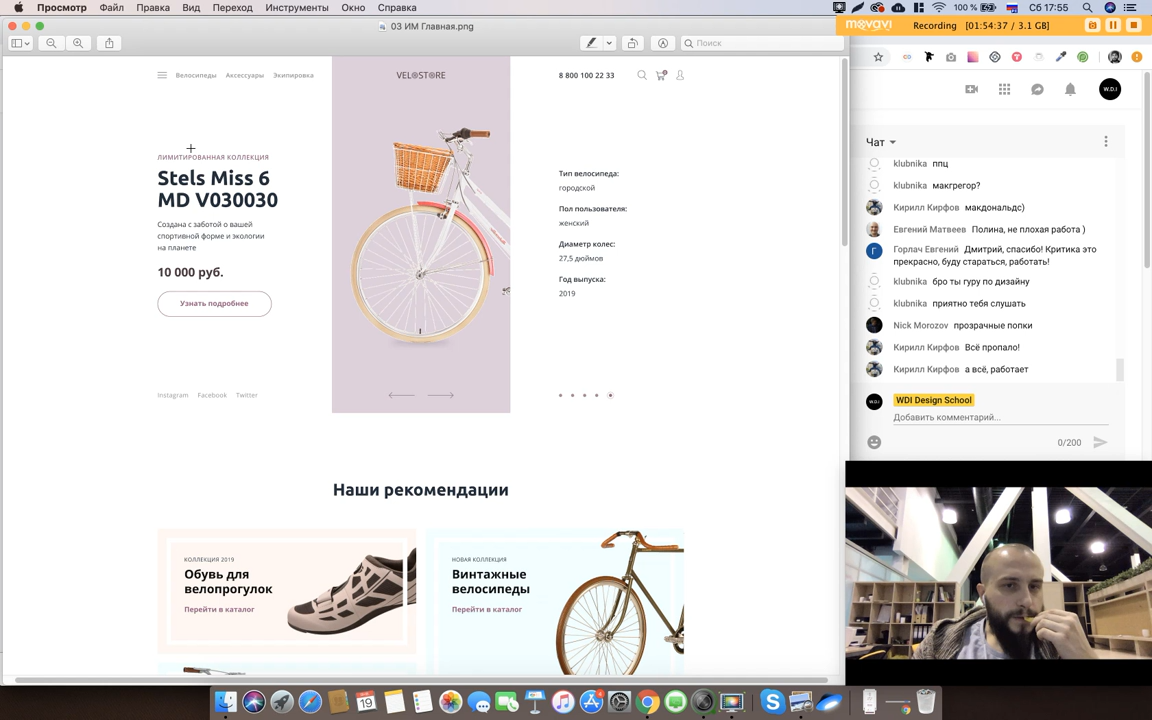 Просмотр Файл Правка Вид Переход Инструменты Окно Справка
100 % Сб 17:55
03 ИМ Главная.png
movavi Recording [01:54:37 / 3.1 GB]
Поиск
Велосипеды Аксессуары Экипировка
VELOSTORE
8 800 100 22 33
ЛИМИТИРОВАННАЯ КОЛЛЕКЦИЯ
Stels Miss 6
MD V030030
Создана с заботой о вашей
спортивной форме и экологии
на планете
10 000 руб.
Узнать подробнее
Тип велосипеда:
городской
Пол пользователя:
женский
Диаметр колес:
27,5 дюймов
Год выпуска:
2019
Instagram Facebook Twitter
Наши рекомендации
КОЛЛЕКЦИЯ 2019
Обувь для
велопрогулок
Перейти в каталог
НОВАЯ КОЛЛЕКЦИЯ
Винтажные
велосипеды
Перейти в каталог
W.D.I
Чат
klubnika ппц
klubnika макгрегор?
Кирилл Кирфов макдональдс)
Евгений Матвеев Полина, не плохая работа )
Г
Горлач Евгений Дмитрий, спасибо! Критика это
прекрасно, буду стараться, работать!
klubnika бро ты гуру по дизайну
klubnika приятно тебя слушать
Nick Morozov прозрачные попки
Кирилл Кирфов Всё пропало!
Кирилл Кирфов а всё, работает
W.D.I
WDI Design School
Добавить комментарий...
0/200
19